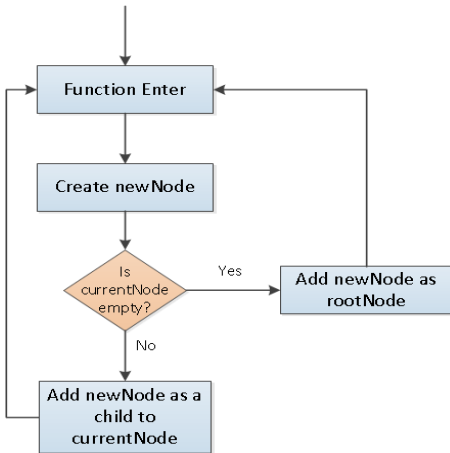 Function Enter
Create newNode
Is
currentNode
empty?
Yes
Add newNode as
rootNode
No
Add newNode as a
child to
currentNode